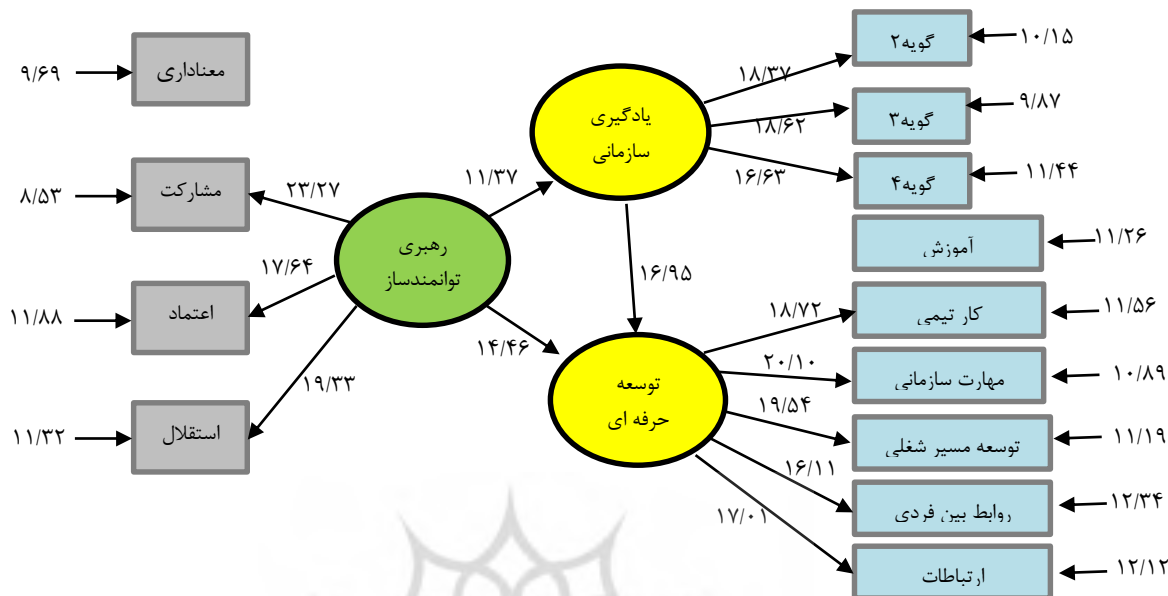 ۱۰/۱۵
گویه۲
۹/۶۹
معناداری
۱۸/۳۷
یادگیری
سازمانی
۹/۸۷
گویه۳
۱۸/۶۲
۸/۵۳
مشارکت
۲۳/۲۷
۱۱/۳۷
۱۶/۶۳
۱۱/۴۴
گویه۴
رهبری
توانمندساز
۱۱/۲۶
آموزش
۱۷/۶۴
۱۶/۹۵
۱۱/۸۸
اعتماد
۱۸/۷۲
۱۱/۵۶
کار تیمی
۱۴/۴۶
۲۰/۱۰
۱۰/۸۹
مهارت سازمانی
۱۹/۳۳
توسعه
حرفه ای
۱۹/۵۴
۱۱/۳۲
استقلال
۱۱/۱۹
توسعه مسیر شغلی
۱۶/۱۱
۱۲/۳۴
روابط بین فردی
۱۷/۰۱
۱۲/۱۲
ارتباطات